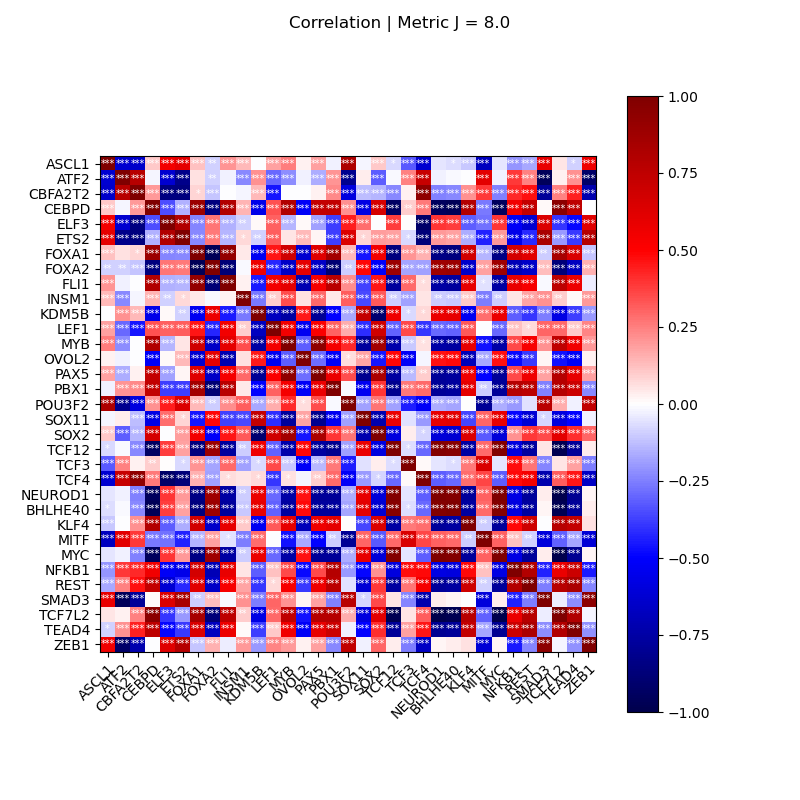 Correlation | Metric J = 8.0
ASCL1
ATF2
CBFA2T2
CEBPD
ELF3
ETS2
FOXA1
FOXA2
FLI1
INSM1
KDM5B
LEF1
MYB
OVOL2
PAX5
PBX1
POU3F2
SOX11
SOX2
TCF12
TCF3
TCF4
NEUROD1
BHLHE40
KLF4
MITF
MYC
NFKB1
REST
SMAD3
TCF7L2
TEAD4
ZEB1
ASCL1
ATF2
CBFA2T2
CEBPD
ELF3
ETS2
FOXA1
FOXA2
FLI1
INSM1
KDM5B
LEF1
MYB
OVOL2
PAX5
PBX1
POU3F2
SOX11
SOX2
TCF12
TCF3
TCF4
NEUROD1
BHLHE40
KLF4
MITF
MYC
NFKB1
REST
SMAD3
TCF7L2
TEAD4
ZEB1
1.00
0.75
0.50
0.25
0.00
−0.25
−0.50
−0.75
−1.00